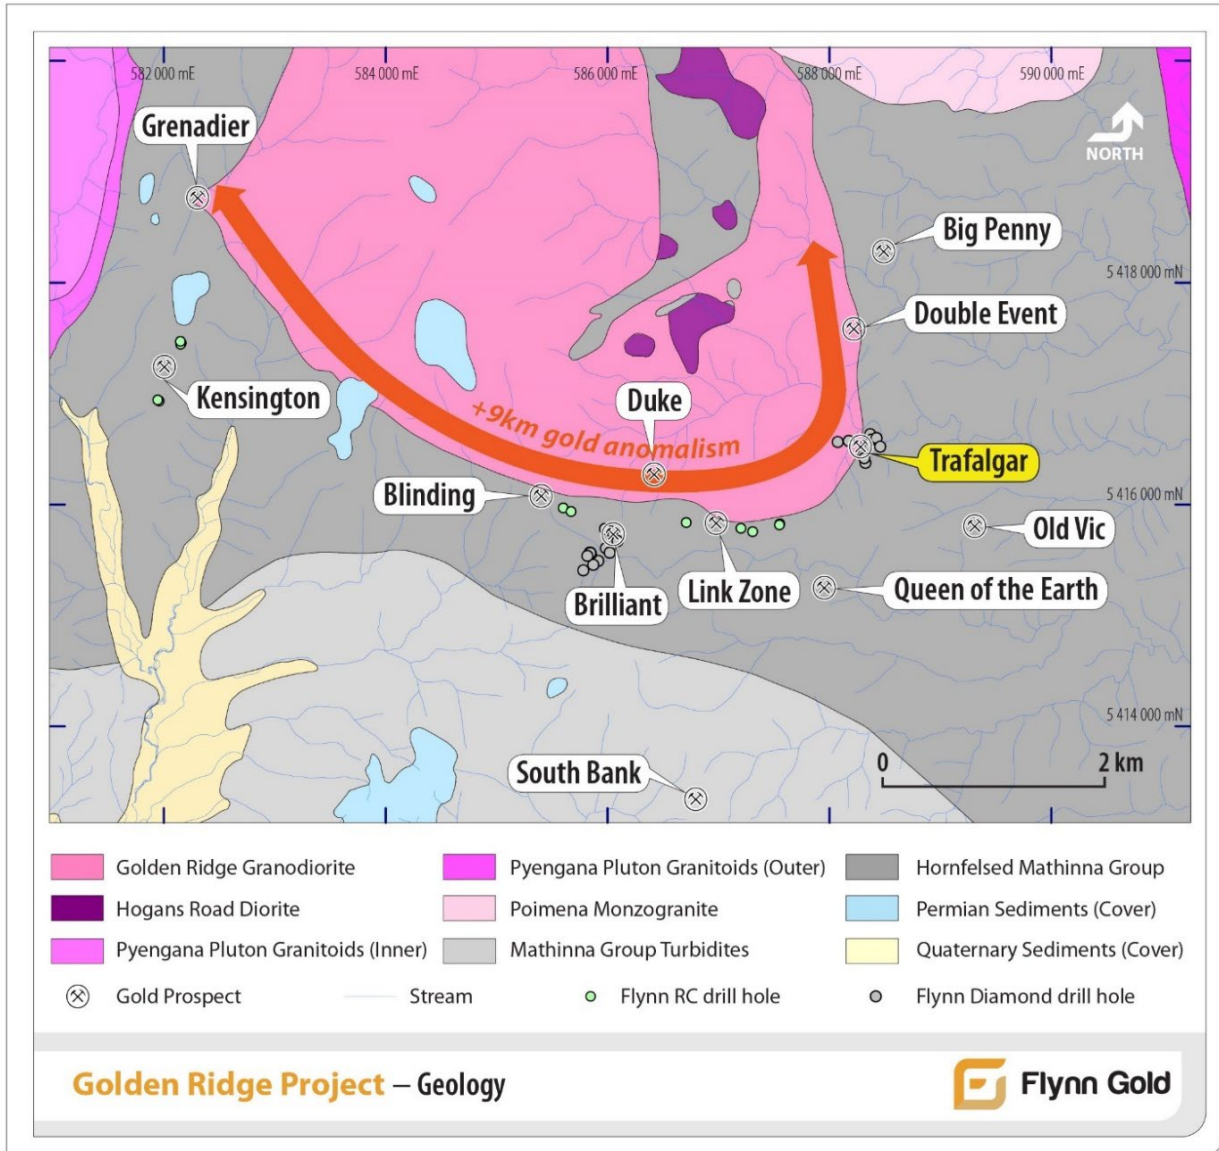 582 000 mE 584 000 mE 586 000 mE 588 000 mE 590 000 mE
Grenadier
NORTH
Big Penny
5 418 000 mN
Double Event
Kensington
Duke
+9km gold anomalism
Trafalgar
Blinding
5 416 000 mN
Old Vic
Link Zone
Queen of the Earth
Brilliant
5 414 000 mN
South Bank
0 2 km
Golden Ridge Granodiorite
Pyengana Pluton Granitoids (Outer)
Hornfelsed Mathinna Group
Hogans Road Diorite
Poimena Monzogranite
Permian Sediments (Cover)
Pyengana Pluton Granitoids (Inner)
Mathinna Group Turbidites
Quaternary Sediments (Cover)
Gold Prospect
Stream
Flynn RC drill hole
Flynn Diamond drill hole
Golden Ridge Project – Geology
Flynn Gold